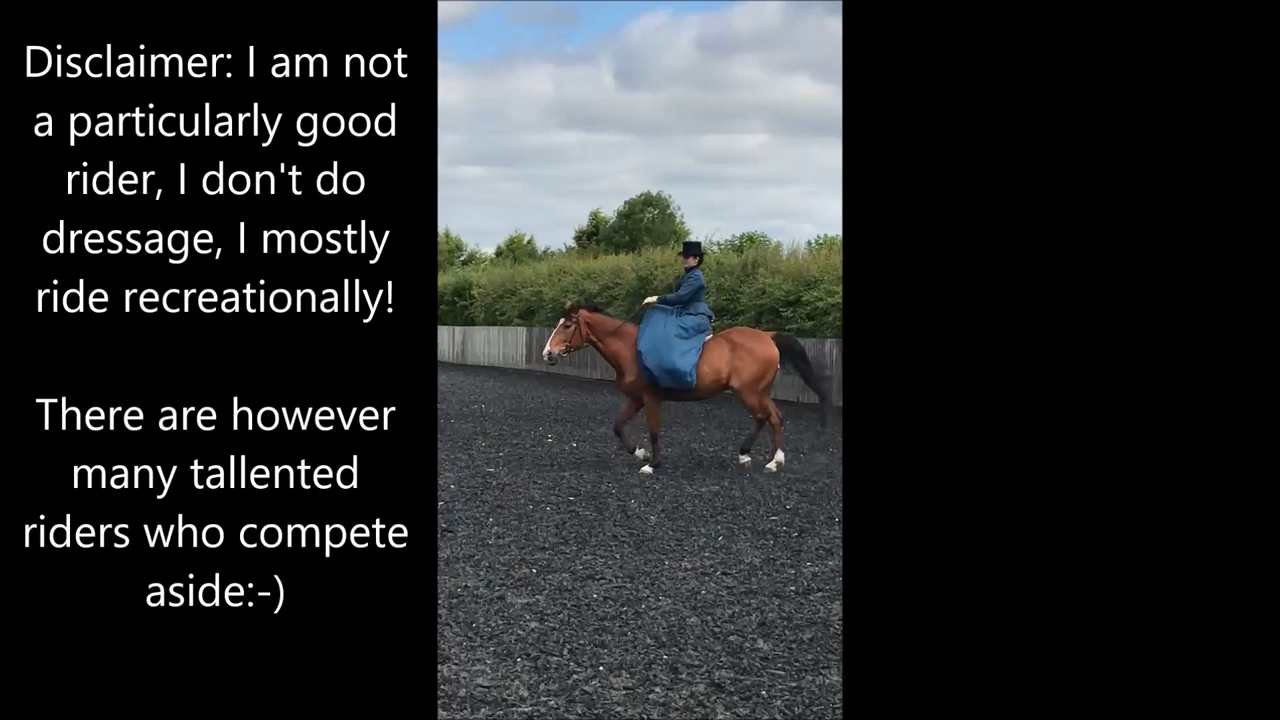 Disclaimer: I am not
a particularly good
rider, I don't do
dressage, I mostly
ride recreationally!
There are however
many tallented
riders who compete
aside:-)